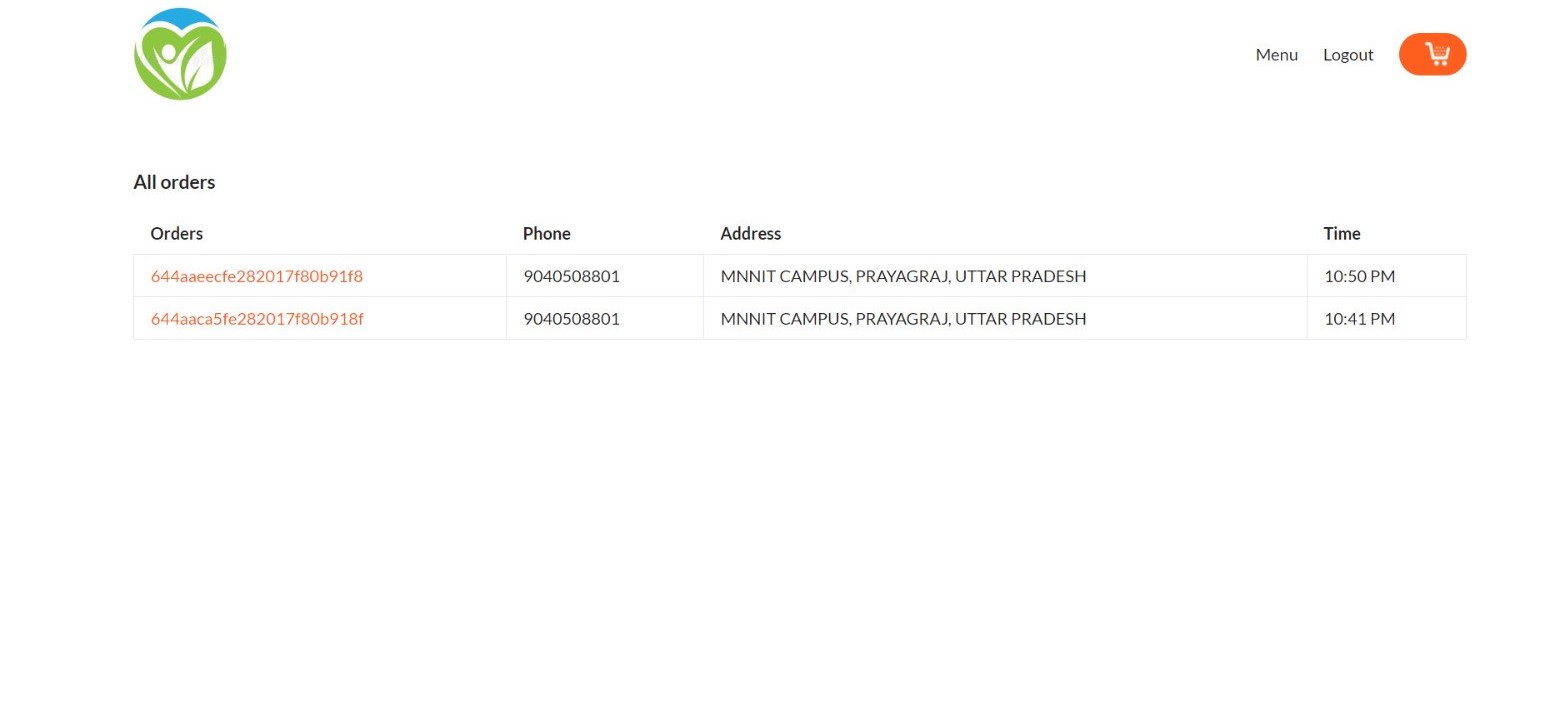 Menu Logout
All orders
Orders Phone Address Time
644aaeecfe282017f80b91f8 9040508801 MNNIT CAMPUS, PRAYAGRAJ, UTTAR PRADESH 10:50 PM
644aaca5fe282017f80b918f 9040508801 MNNIT CAMPUS, PRAYAGRAJ, UTTAR PRADESH 10:41 PM